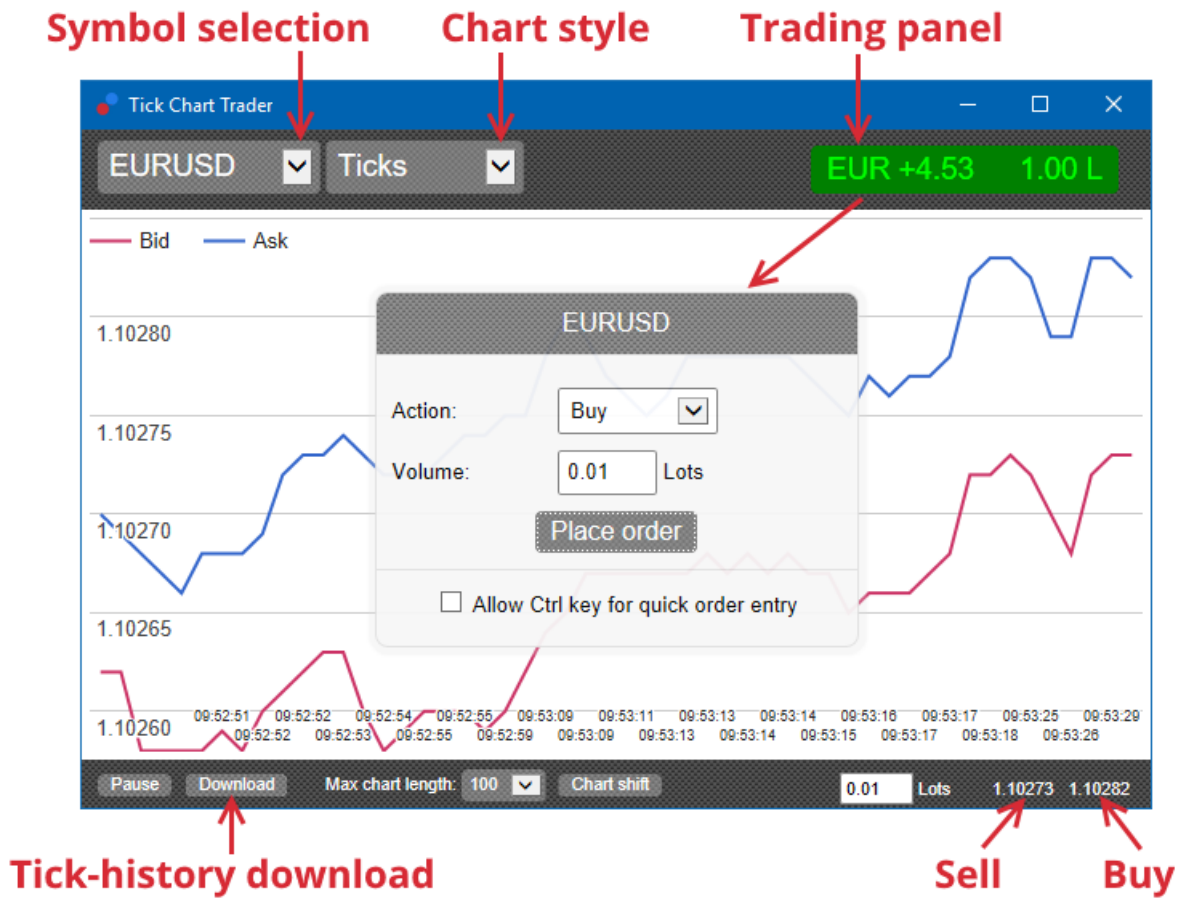 Symbol selection Chart style Trading panel
Tick Chart Trader
EURUSD Ticks EUR +4.53 1.00 L
Bid Ask
1.10280
EURUSD
Action: Buy
1.10275
Volume: 0.01 Lots
1.10270
Place order
Allow Ctrl key for quick order entry
1.10265
1.10260
09:52:51 09:52:52 09:52:54 09:52:55 09:53:09 09:53:11 09:53:13 09:53:14 09:53:16 09:53:17 09:53:25 09:53:29
09:52:52 09:52:53 09:52:55 09:52:59 09:53:09 09:53:13 09:53:14 09:53:15 09:53:17 09:53:18 09:53:26
Pause Download Max chart length: 100 Chart shift 0.01 Lots 1.10273 1.10282
Tick-history download Sell Buy